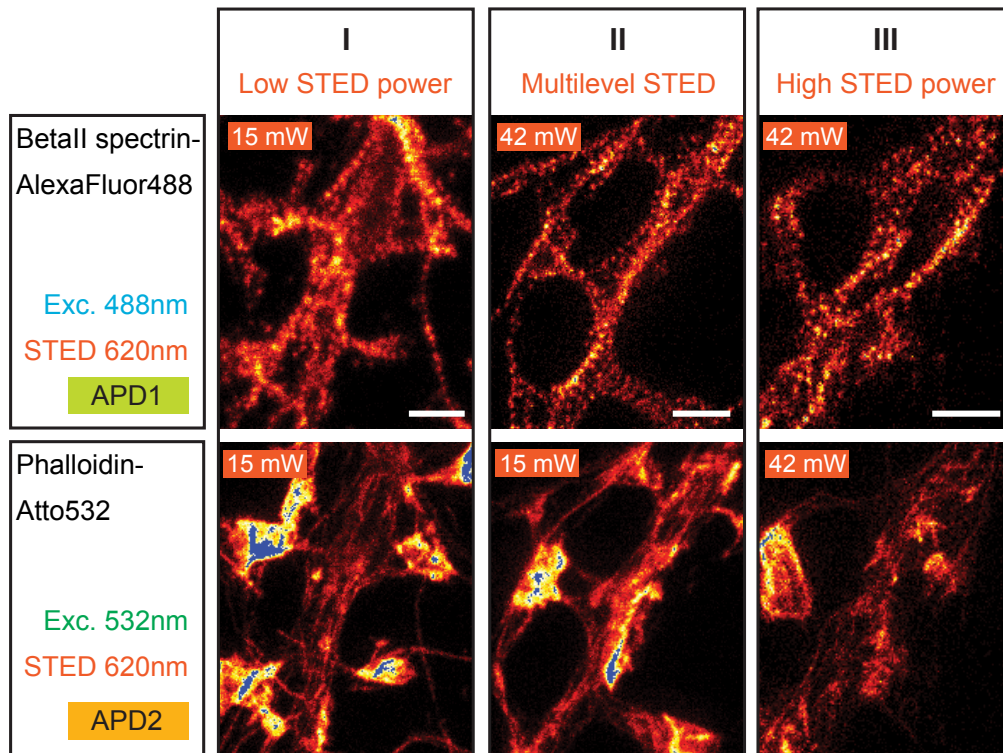 I
Low STED power
II
Multilevel STED
III
High STED power
BetaII spectrin-
AlexaFluor488
Exc. 488nm
STED 620nm
APD1
15 mW
42 mW
42 mW
Phalloidin-
Atto532
Exc. 532nm
STED 620nm
APD2
15 mW
15 mW
42 mW